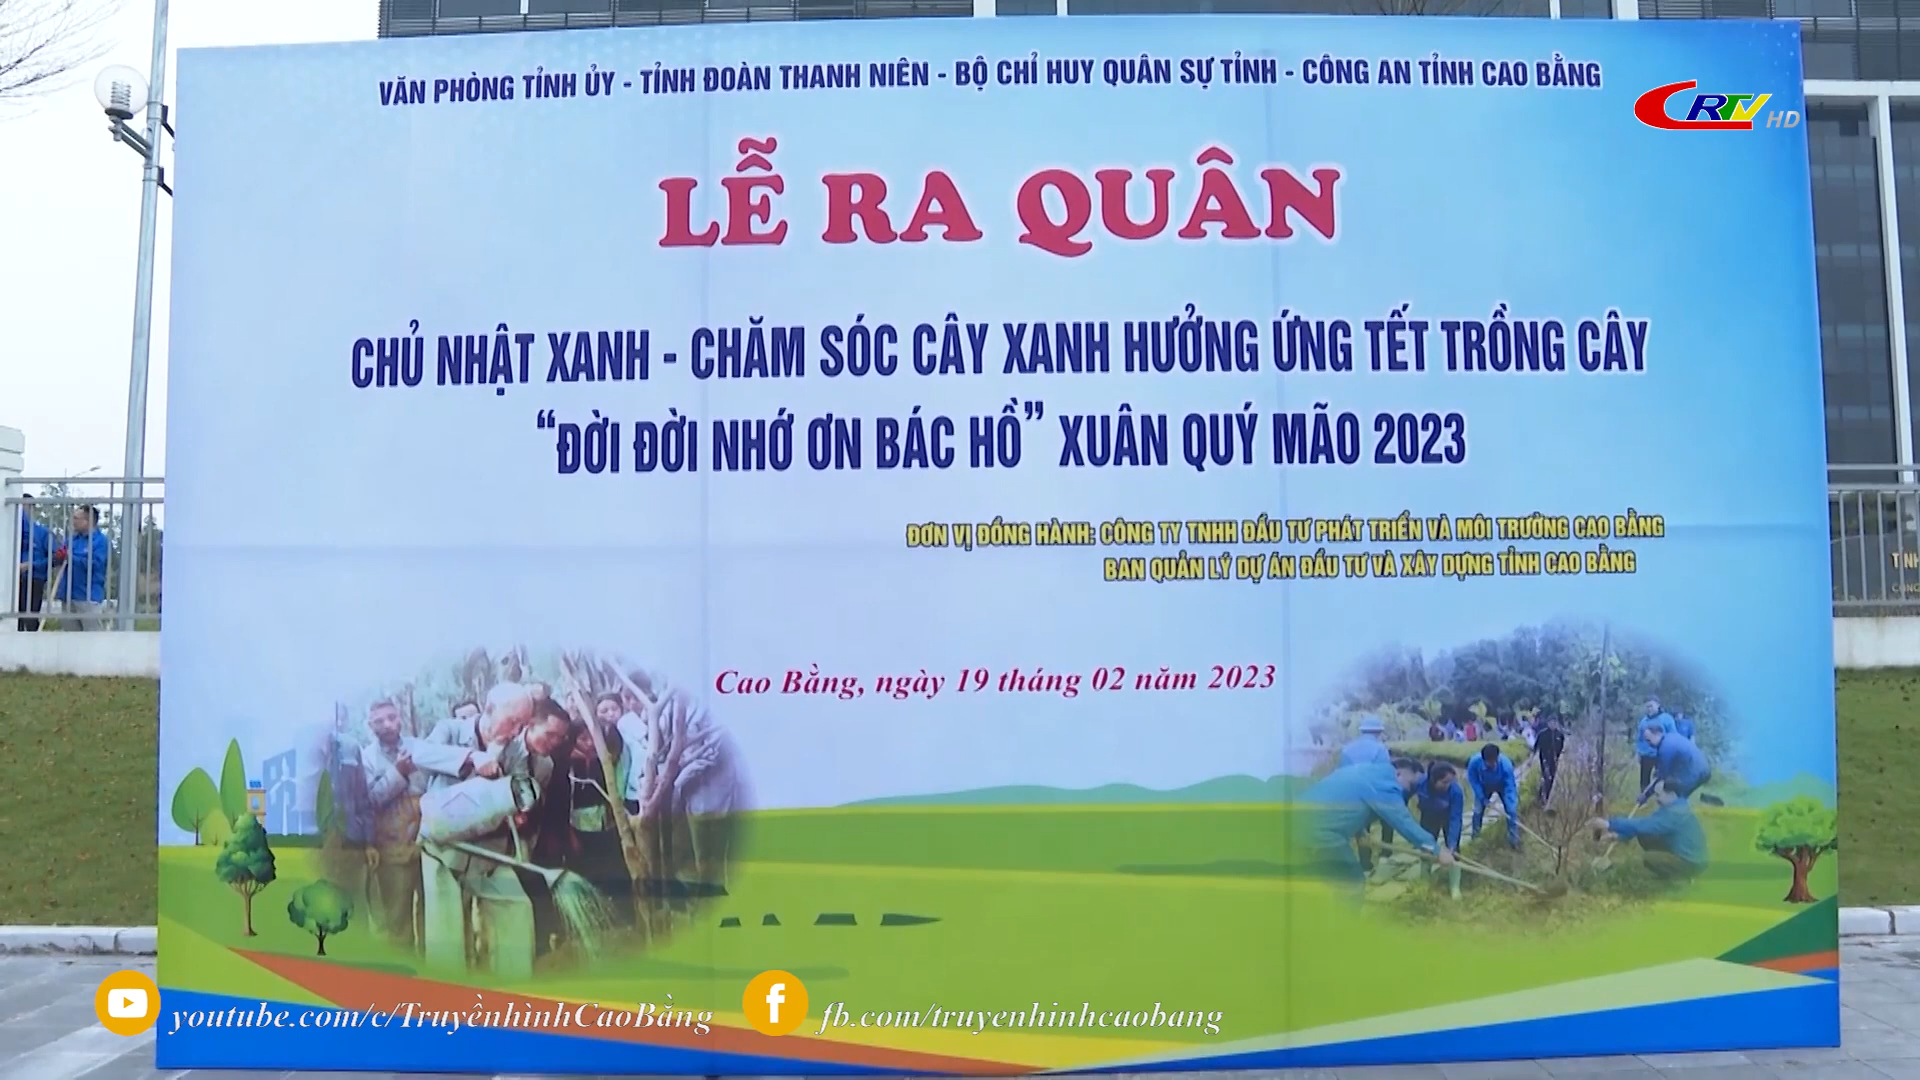 VĂN PHÒNG TỈNH ỦY - TỈNH ĐOÀN THANH NIÊN - BỘ CHỈ HUY QUÂN SỰ TỈNH - CÔNG AN TỈNH CAO BẰNG
CRTV HD
LỄ RA QUÂN
CHỦ NHẬT XANH - CHĂM SÓC CÂY XANH HƯỞNG ỨNG TẾT TRỒNG CÂY
“ĐỜI ĐỜI NHỚ ƠN BÁC HỒ” XUÂN QUÝ MÃO 2023
ĐƠN VỊ ĐỒNG HÀNH: CÔNG TY TNHH ĐẦU TƯ PHÁT TRIỂN VÀ MÔI TRƯỜNG CAO BẰNG
BAN QUẢN LÝ DỰ ÁN ĐẦU TƯ VÀ XÂY DỰNG TỈNH CAO BẰNG
Cao Bằng, ngày 19 tháng 02 năm 2023
youtube.com/c/TruyềnhìnhCaoBằng
fb.com/truyenhinhcaobang